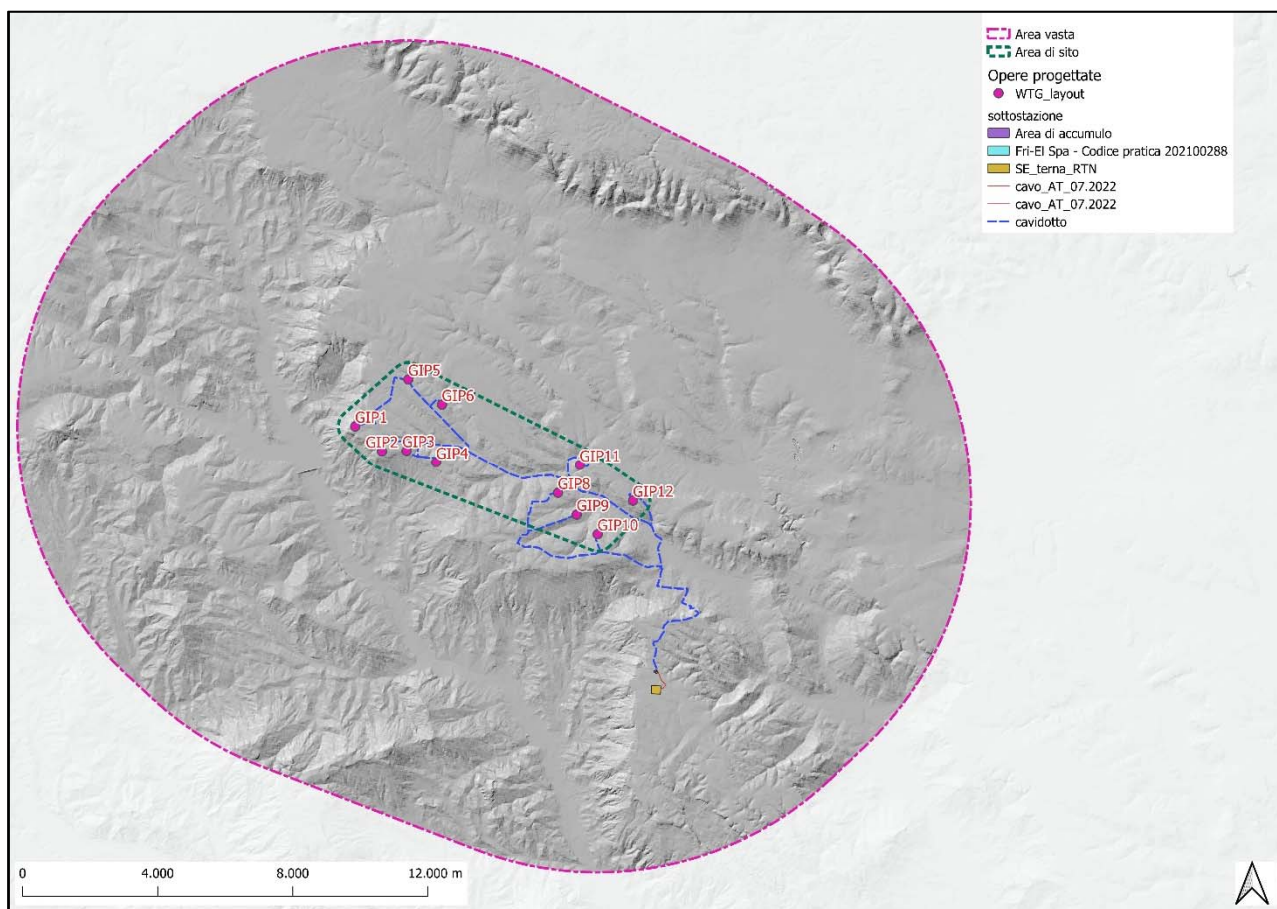 Area vasta
Area di sito
Opere progettate
WTG_layout
sottostazione
Area di accumulo
Fri-El Spa - Codice pratica 202100288
SE_terna_RTN
cavo_AT_07.2022
cavo_AT_07.2022
cavidotto
GIP5
GIP6
GIP1
GIP2 GIP3
GIP4
GIP11
GIP8
GIP12
GIP9
GIP10
0 4.000 8.000 12.000 m